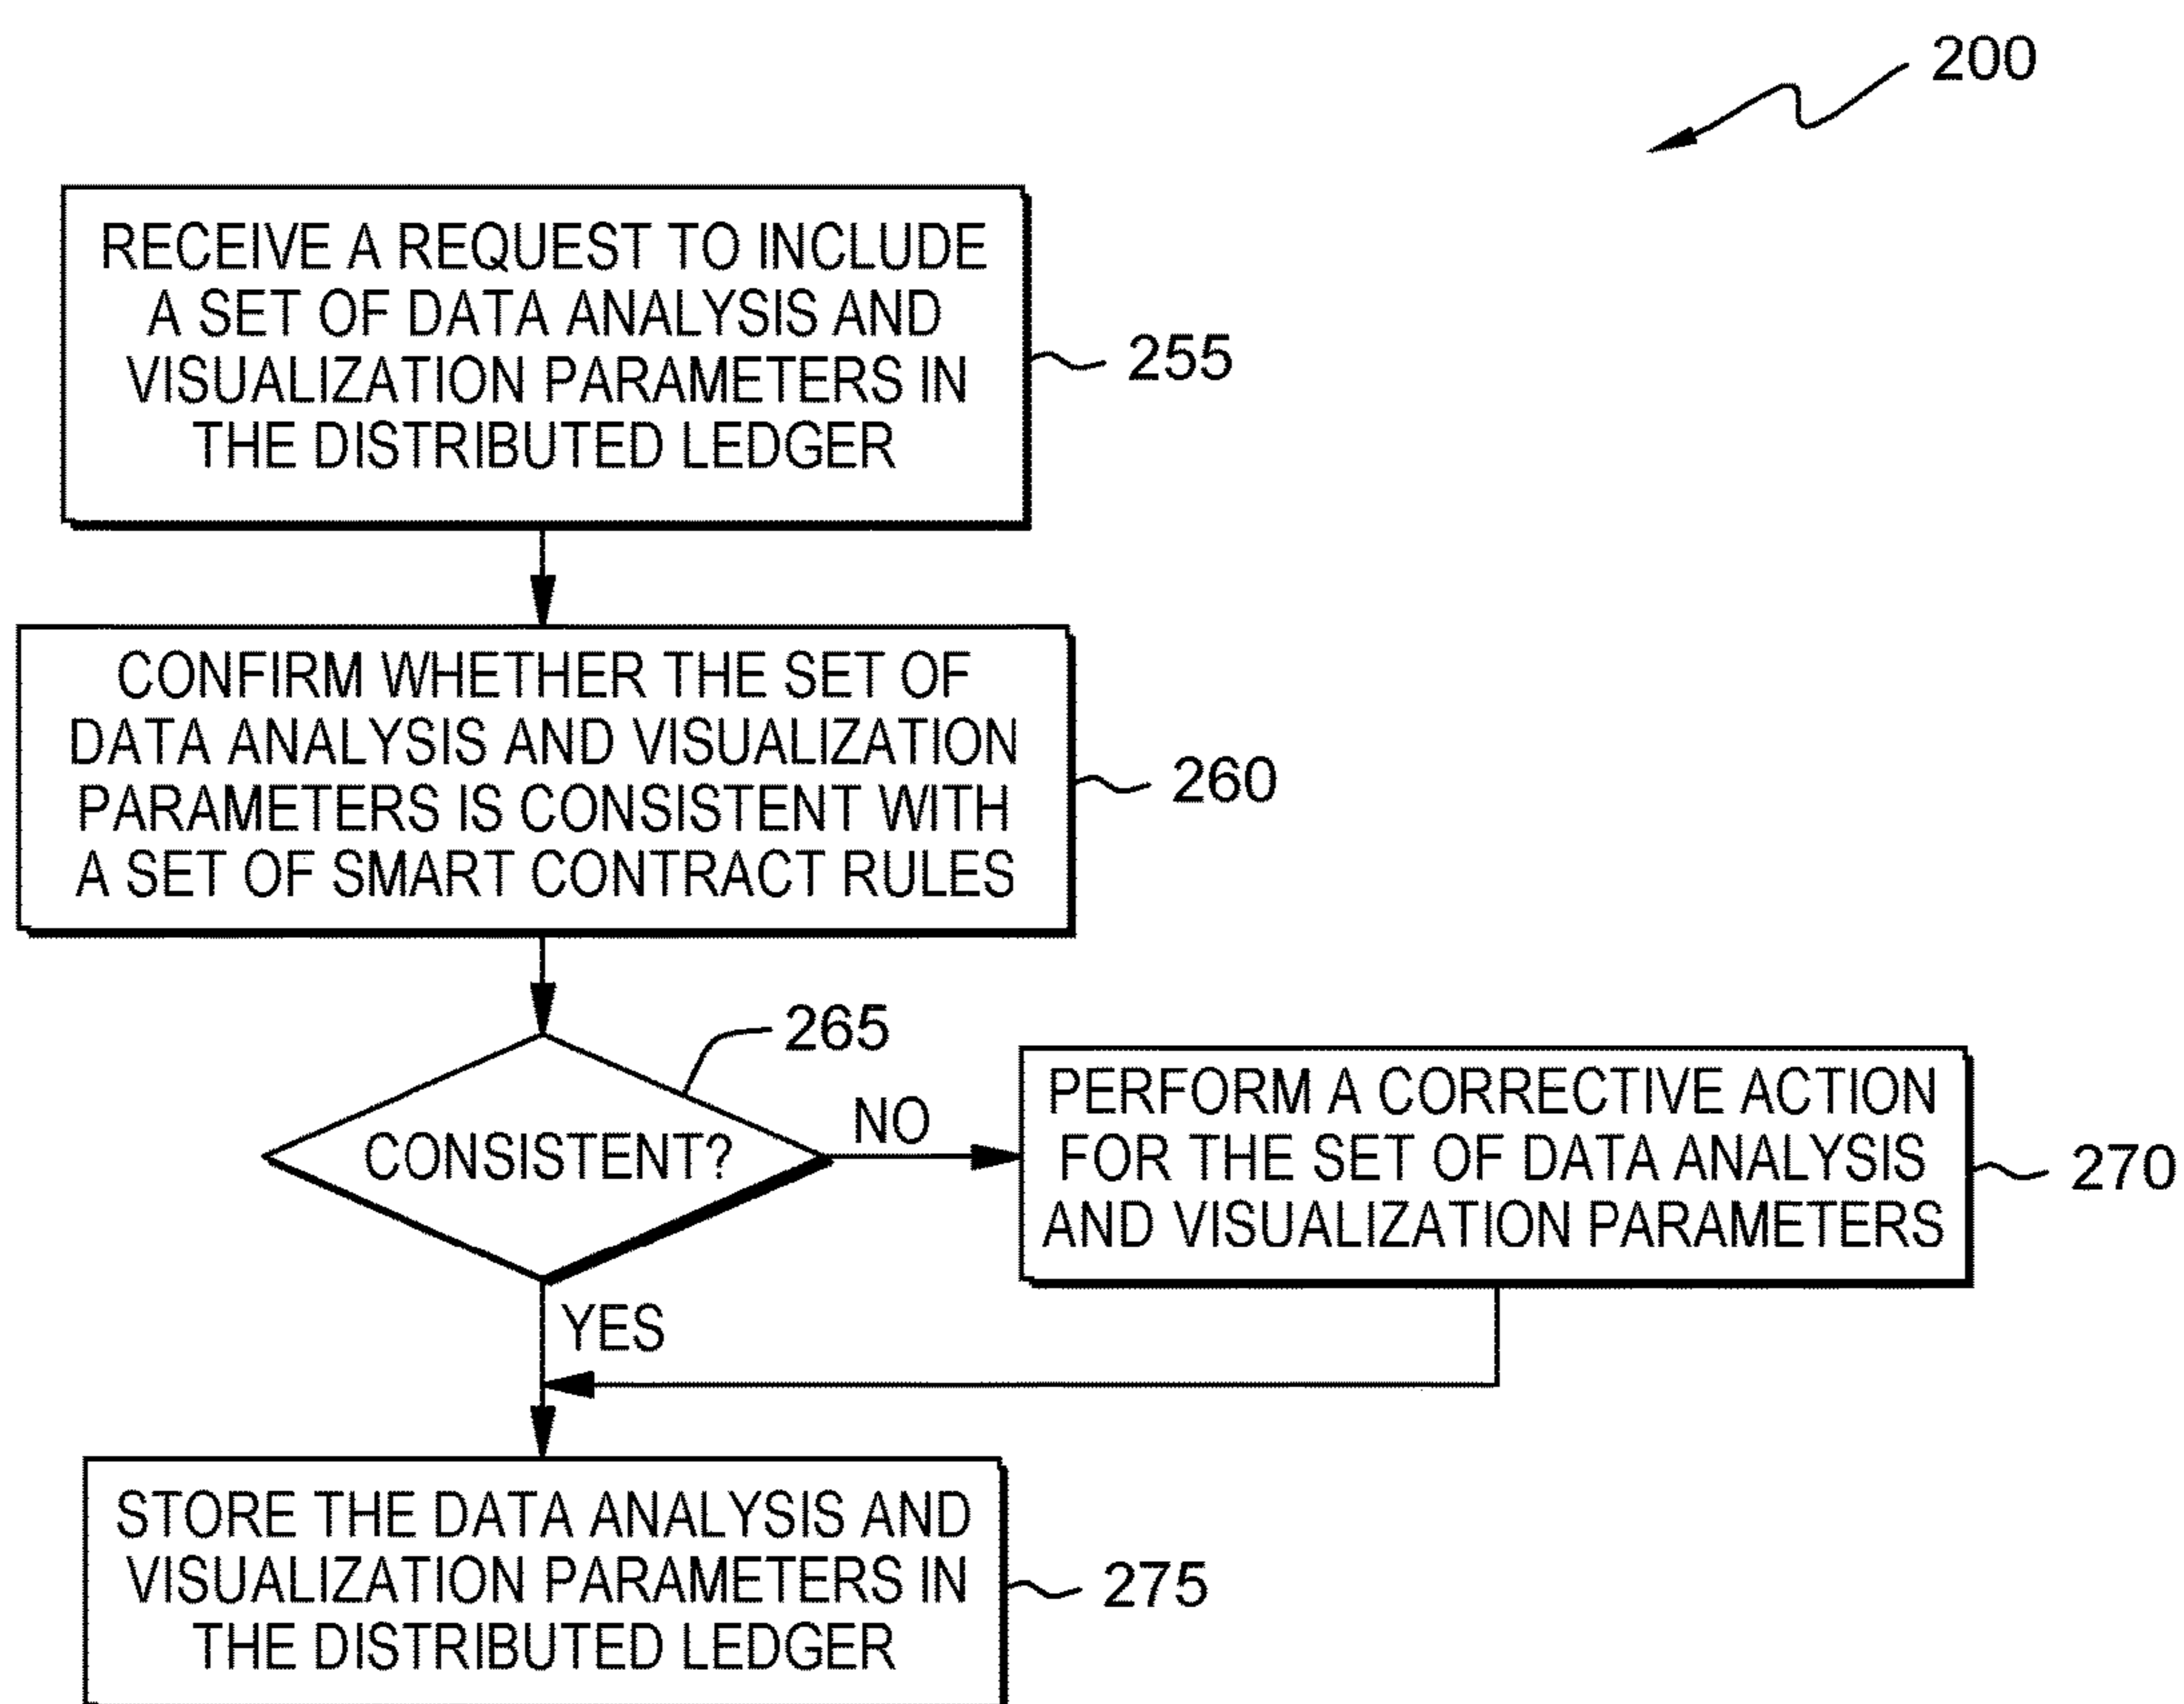 200
RECEIVE A REQUEST TO INCLUDE
A SET OF DATA ANALYSIS AND
VISUALIZATION PARAMETERS IN
THE DISTRIBUTED LEDGER
255
CONFIRM WHETHER THE SET OF
DATA ANALYSIS AND VISUALIZATION
PARAMETERS IS CONSISTENT WITH
A SET OF SMART CONTRACT RULES
260
265
CONSISTENT?
NO
PERFORM A CORRECTIVE ACTION
FOR THE SET OF DATA ANALYSIS
AND VISUALIZATION PARAMETERS
270
YES
STORE THE DATA ANALYSIS AND
VISUALIZATION PARAMETERS IN
THE DISTRIBUTED LEDGER
275